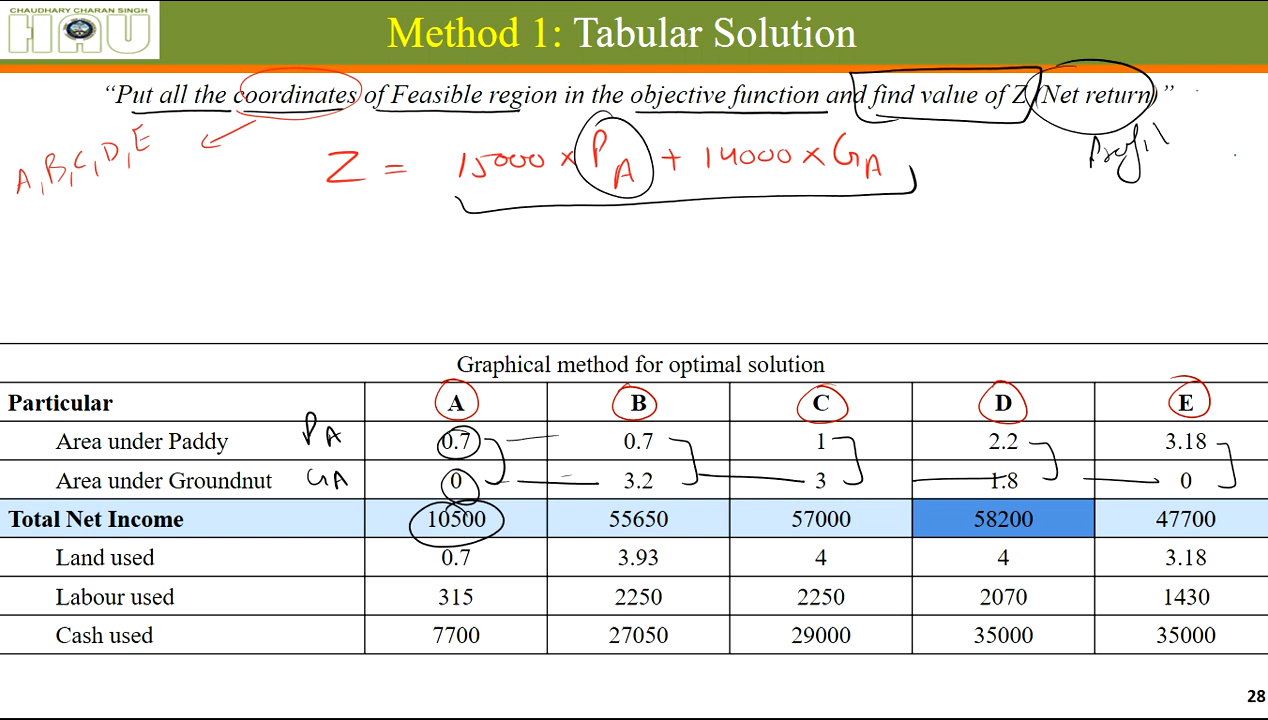 CHAUDHARY CHARAN SINGH
HAU
Method 1: Tabular Solution
“Put all the coordinates of Feasible region in the objective function and find value of Z (Net return)”
Profit
A, B, C, D, E
Z = 15000 × PA + 14000 × GA
Graphical method for optimal solution
Particular A B C D E
Area under Paddy PA 0.7 0.7 1 2.2 3.18
Area under Groundnut GA 0 3.2 3 1.8 0
Total Net Income 10500 55650 57000 58200 47700
Land used 0.7 3.93 4 4 3.18
Labour used 315 2250 2250 2070 1430
Cash used 7700 27050 29000 35000 35000
28